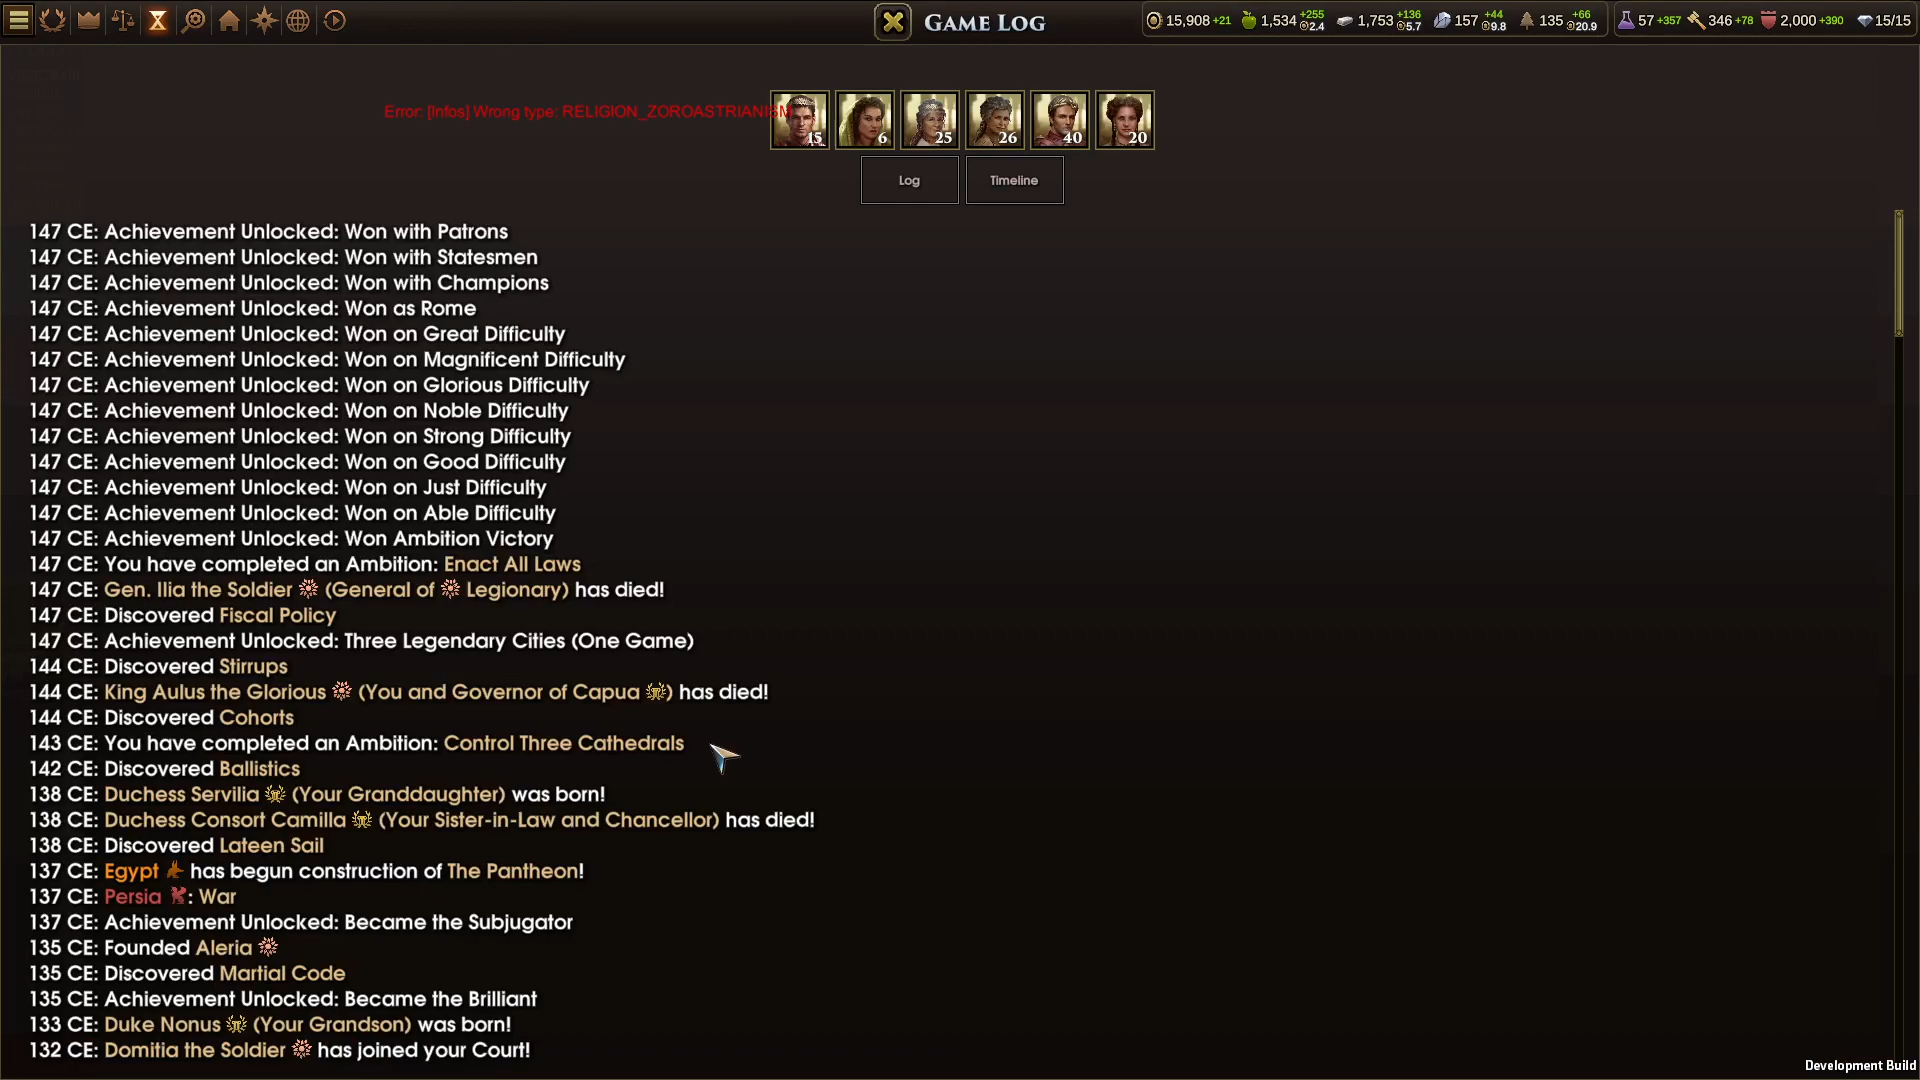 GAME LOG
15,908 +21
1,534 +255 2.4
1,753 +136 5.7
157 +44 9.8
135 +66 20.9
57 +357
346 +78
2,000 +390
15/15
Error: [Infos] Wrong type: RELIGION_ZOROASTRIANISM
15 6 25 26 40 20
Log Timeline
147 CE: Achievement Unlocked: Won with Patrons
147 CE: Achievement Unlocked: Won with Statesmen
147 CE: Achievement Unlocked: Won with Champions
147 CE: Achievement Unlocked: Won as Rome
147 CE: Achievement Unlocked: Won on Great Difficulty
147 CE: Achievement Unlocked: Won on Magnificent Difficulty
147 CE: Achievement Unlocked: Won on Glorious Difficulty
147 CE: Achievement Unlocked: Won on Noble Difficulty
147 CE: Achievement Unlocked: Won on Strong Difficulty
147 CE: Achievement Unlocked: Won on Good Difficulty
147 CE: Achievement Unlocked: Won on Just Difficulty
147 CE: Achievement Unlocked: Won on Able Difficulty
147 CE: Achievement Unlocked: Won Ambition Victory
147 CE: You have completed an Ambition: Enact All Laws
147 CE: Gen. Ilia the Soldier (General of Legionary) has died!
147 CE: Discovered Fiscal Policy
147 CE: Achievement Unlocked: Three Legendary Cities (One Game)
144 CE: Discovered Stirrups
144 CE: King Aulus the Glorious (You and Governor of Capua ) has died!
144 CE: Discovered Cohorts
143 CE: You have completed an Ambition: Control Three Cathedrals
142 CE: Discovered Ballistics
138 CE: Duchess Servilia (Your Granddaughter) was born!
138 CE: Duchess Consort Camilla (Your Sister-in-Law and Chancellor) has died!
138 CE: Discovered Lateen Sail
137 CE: Egypt has begun construction of The Pantheon!
137 CE: Persia : War
137 CE: Achievement Unlocked: Became the Subjugator
135 CE: Founded Aleria
135 CE: Discovered Martial Code
135 CE: Achievement Unlocked: Became the Brilliant
133 CE: Duke Nonus (Your Grandson) was born!
132 CE: Domitia the Soldier has joined your Court!
Development Build